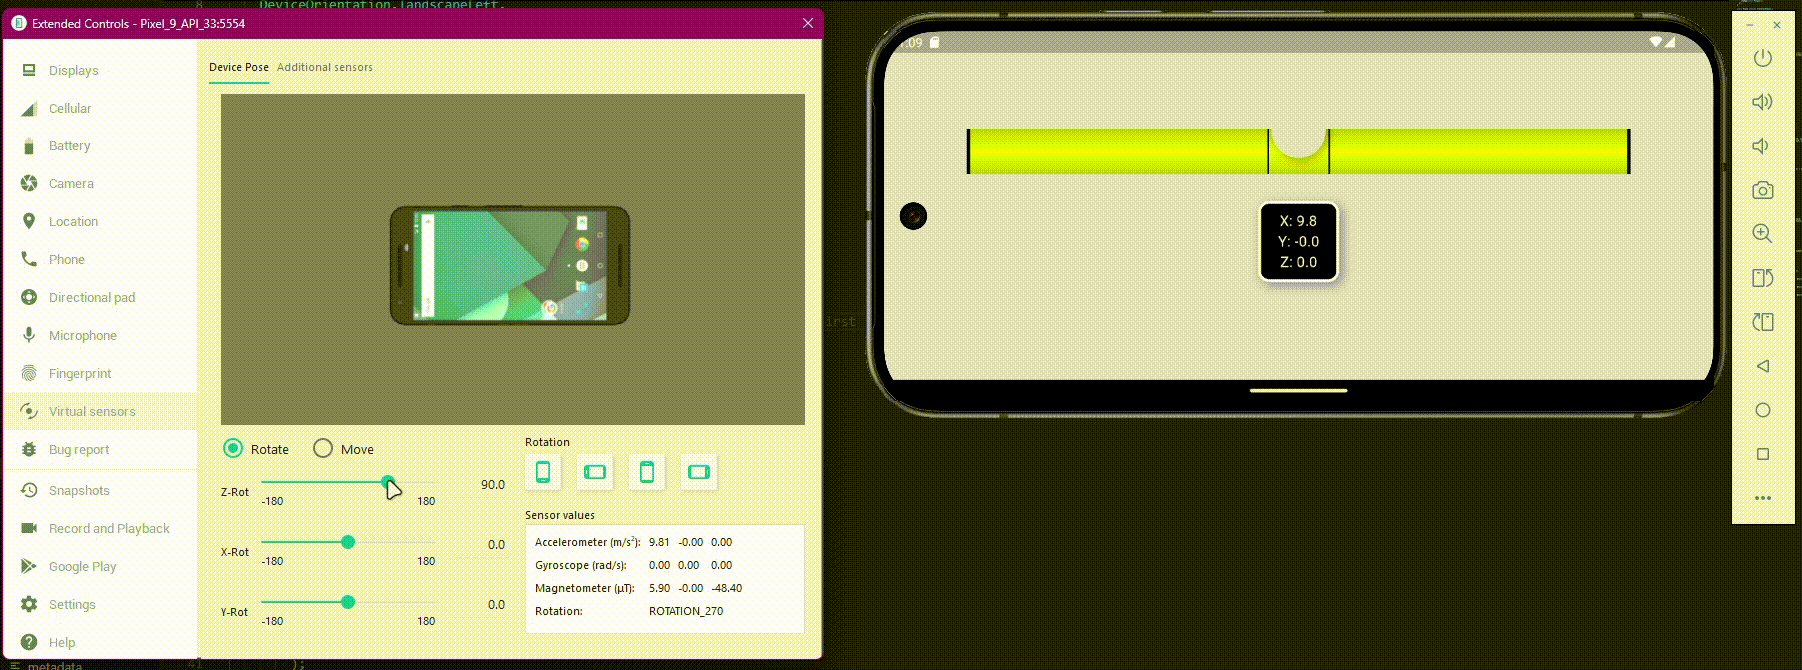 DeviceOrientation.landscapeLeft,
Extended Controls - Pixel_9_API_33:5554
Displays
Cellular
Battery
Camera
Location
Phone
Directional pad
Microphone
Fingerprint
Virtual sensors
Bug report
Snapshots
Record and Playback
Google Play
Settings
Help
Device Pose
Additional sensors
Rotate
Move
Z-Rot
-180
180
90.0
X-Rot
-180
180
0.0
Y-Rot
-180
180
0.0
Rotation
Sensor values
Accelerometer (m/s²): 9.81 -0.00 0.00
Gyroscope (rad/s): 0.00 0.00 0.00
Magnetometer (μT): 5.90 -0.00 -48.40
Rotation: ROTATION_270
:09
X: 9.8
Y: -0.0
Z: 0.0
irst
metadata
41
);